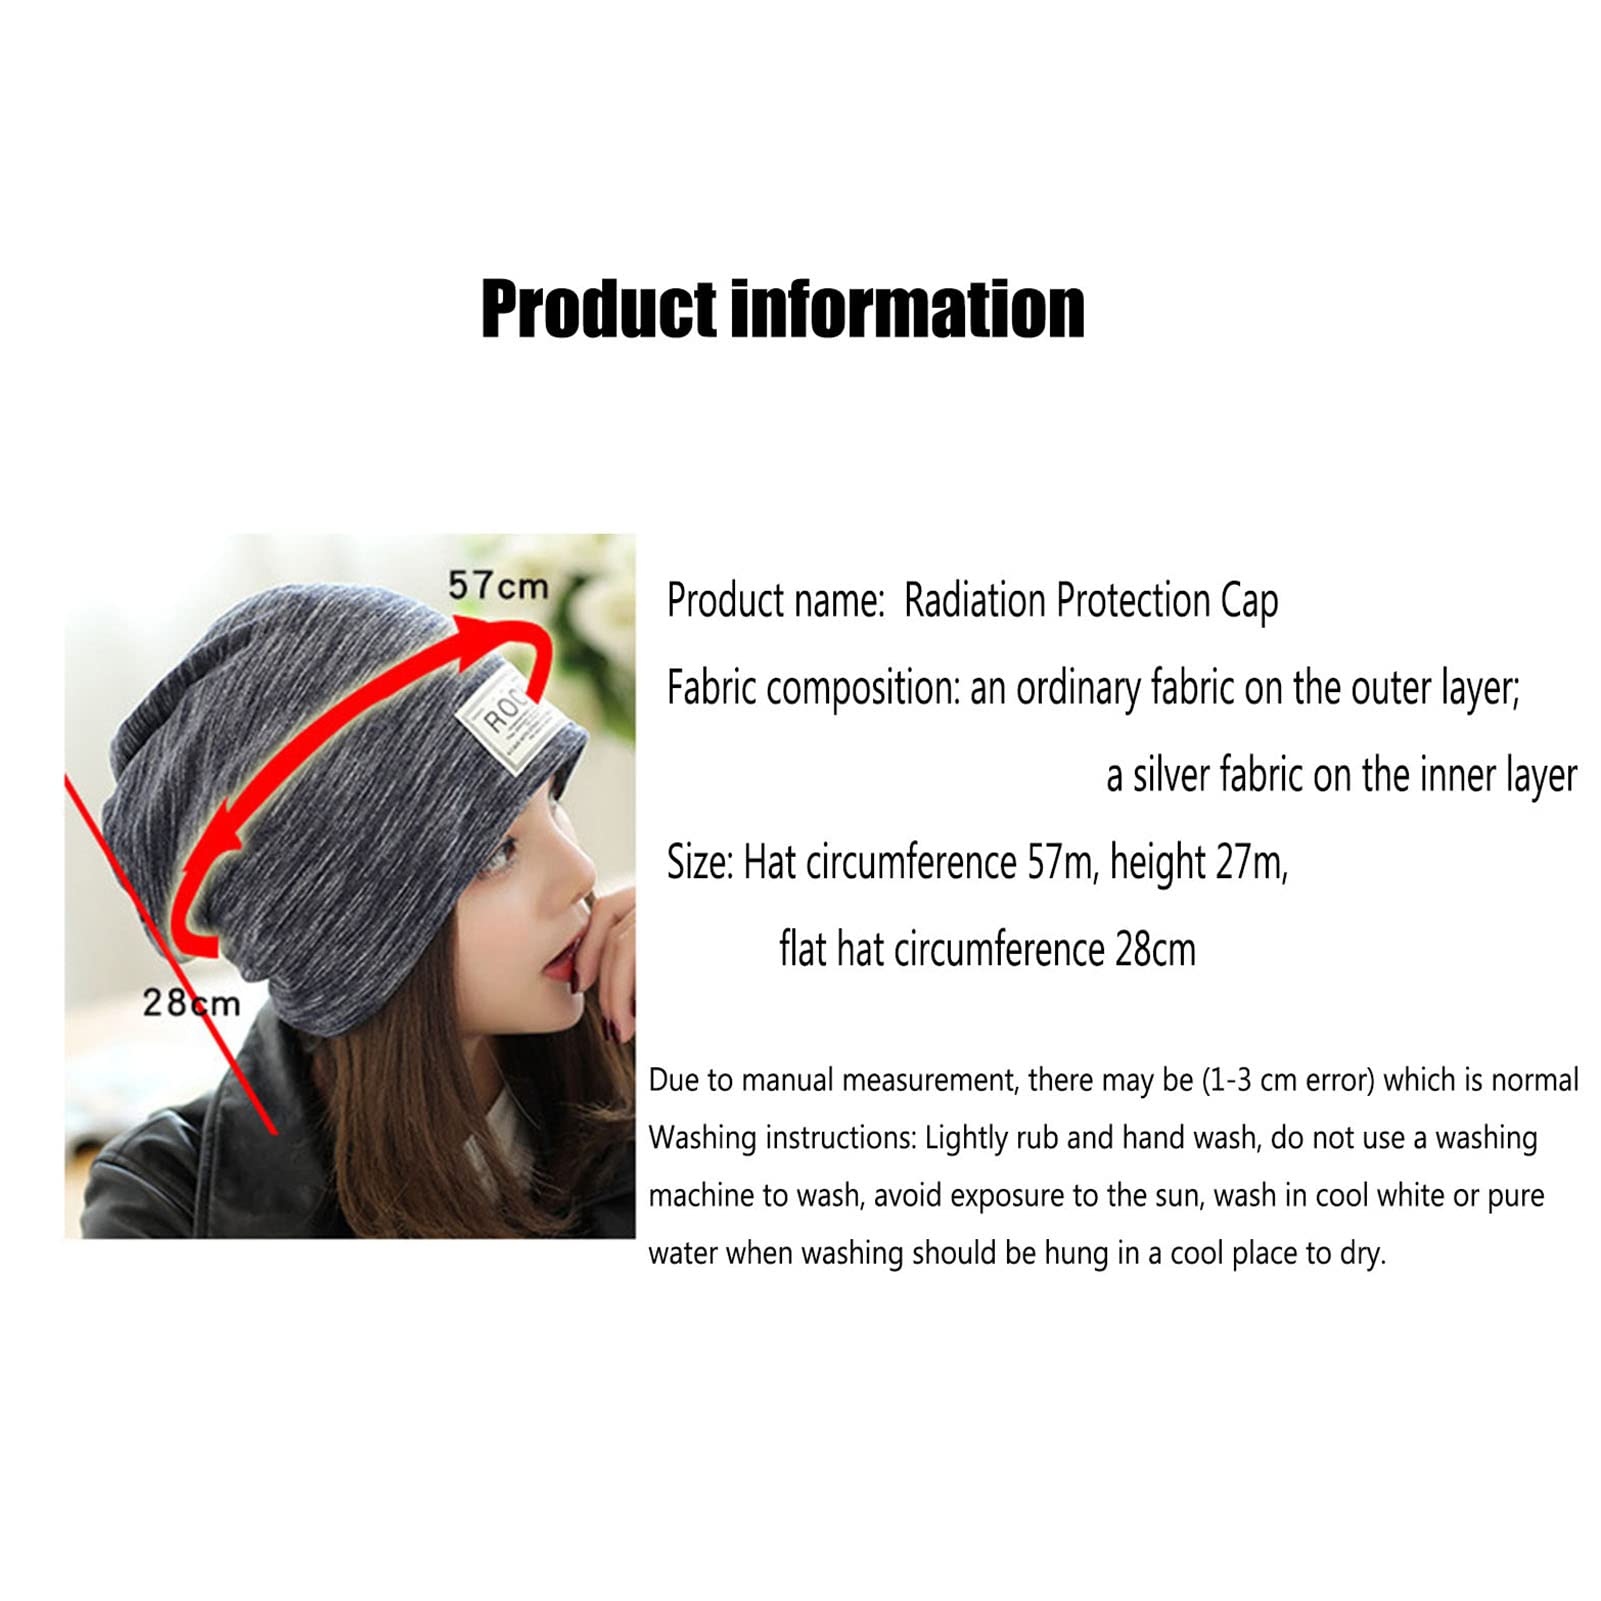 Product information
57cm
ROC
28cm
Product name: Radiation Protection Cap
Fabric composition: an ordinary fabric on the outer layer;
a silver fabric on the inner layer
Size: Hat circumference 57m, height 27m,
flat hat circumference 28cm
Due to manual measurement, there may be (1-3 cm error) which is normal
Washing instructions: Lightly rub and hand wash, do not use a washing
machine to wash, avoid exposure to the sun, wash in cool white or pure
water when washing should be hung in a cool place to dry.